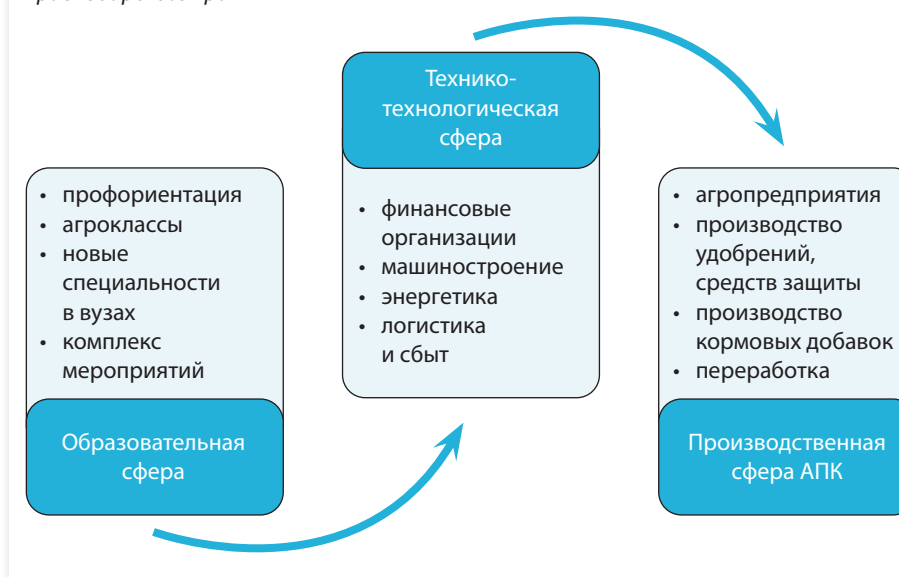 Технико-
технологическая
сфера
• профориентация
• агроклассы
• новые
специальности
в вузах
• комплекс
мероприятий
Образовательная
сфера
• финансовые
организации
• машиностроение
• энергетика
• логистика
и сбыт
• агропредприятия
• производство
удобрений,
средств защиты
• производство
кормовых добавок
• переработка
Производственная
сфера АПК